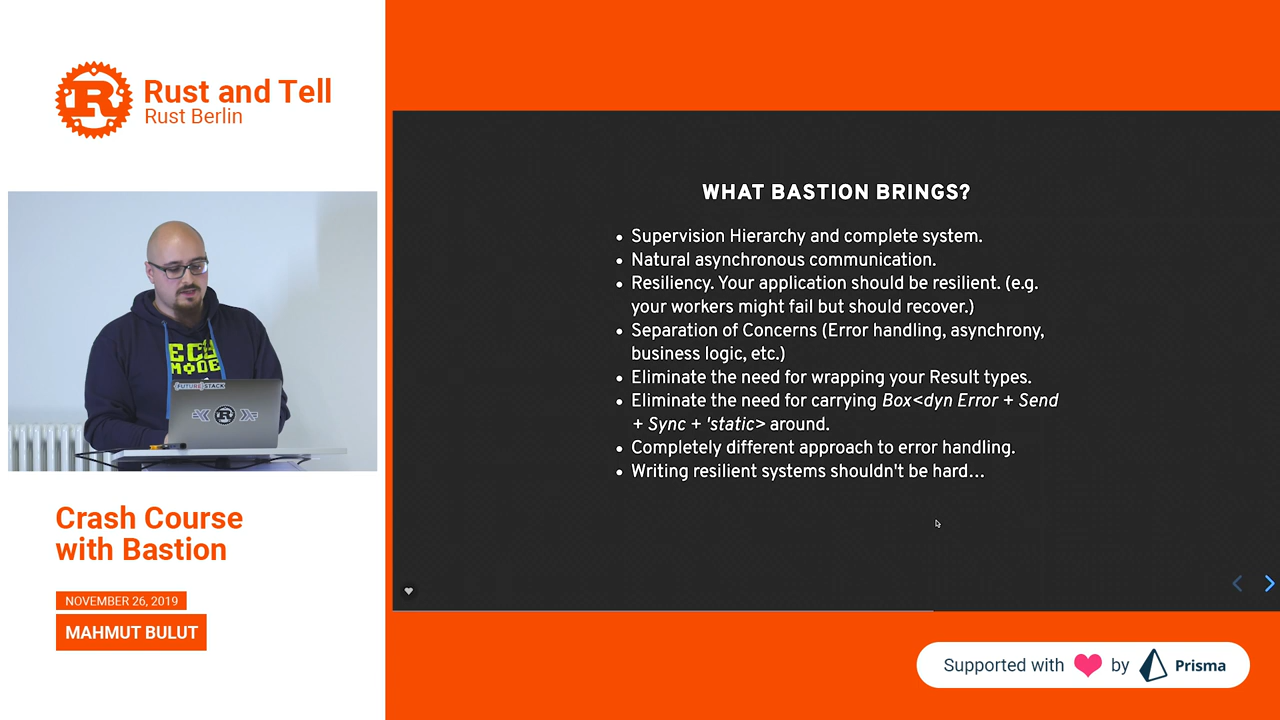 Rust and Tell
Rust Berlin
ECO
MODE
{FUTURE}STACK
Crash Course
with Bastion
NOVEMBER 26, 2019
MAHMUT BULUT
WHAT BASTION BRINGS?
• Supervision Hierarchy and complete system.
• Natural asynchronous communication.
• Resiliency. Your application should be resilient. (e.g.
your workers might fail but should recover.)
• Separation of Concerns (Error handling, asynchrony,
business logic, etc.)
• Eliminate the need for wrapping your Result types.
• Eliminate the need for carrying Box<dyn Error + Send
+ Sync + 'static> around.
• Completely different approach to error handling.
• Writing resilient systems shouldn't be hard...
Supported with ❤ by Prisma